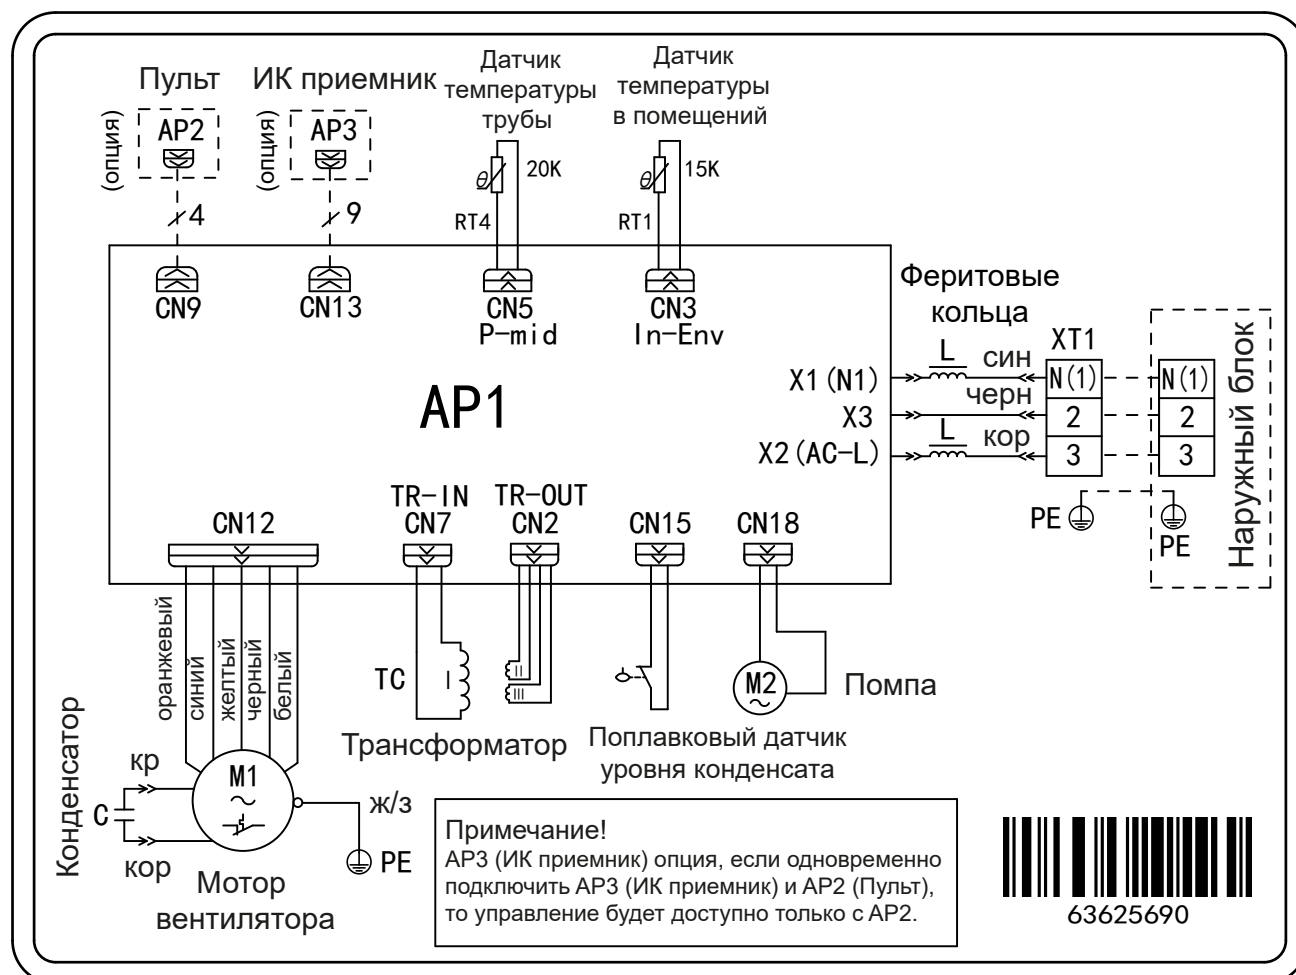 Пульт
ИК приемник
Датчик
температуры
трубы
Датчик
температуры
в помещений
(опция)
AP2
(опция)
AP3
θ
20K
θ
15K
4
9
RT4
RT1
CN9
CN13
CN5
P-mid
CN3
In-Env
Феритовые
кольца
AP1
X1(N1)
X3
X2(AC-L)
L
син
черн
L
кор
XT1
N(1)
2
3
N(1)
2
3
Наружный блок
PE
PE
CN12
TR-IN
CN7
TR-OUT
CN2
CN15
CN18
оранжевый
синий
желтый
черный
белый
TC
I
II
III
M2
Помпа
Трансформатор
Поплавковый датчик
уровня конденсата
Конденсатор
кр
C
кор
M1
ж/з
PE
Мотор
вентилятора
Примечание!
AP3 (ИК приемник) опция, если одновременно
подключить AP3 (ИК приемник) и AP2 (Пульт),
то управление будет доступно только с AP2.
63625690